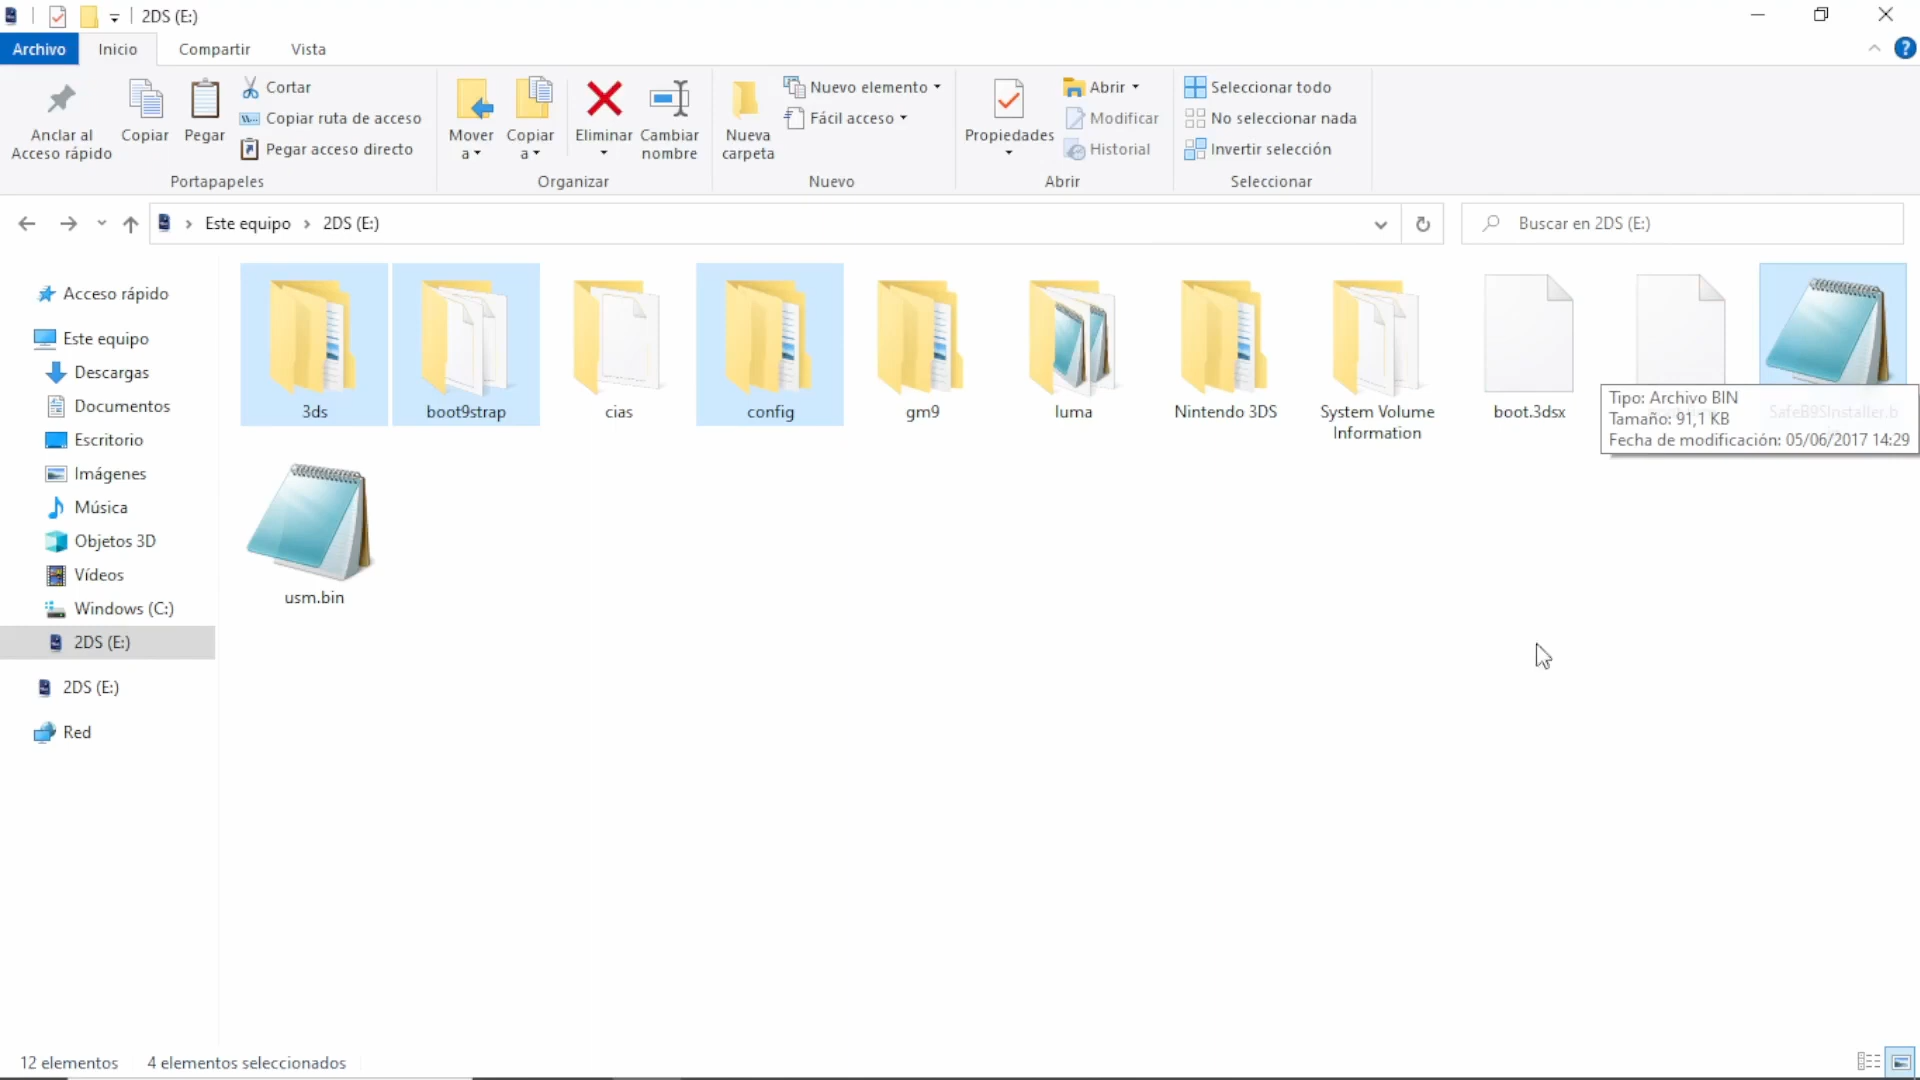 2DS (E:)
Archivo
Inicio
Compartir
Vista
Anclar al
Acceso rápido
Copiar
Pegar
Cortar
Copiar ruta de acceso
Pegar acceso directo
Portapapeles
Mover
a
Copiar
a
Eliminar
Cambiar
nombre
Organizar
Nueva
carpeta
Nuevo elemento
Fácil acceso
Nuevo
Propiedades
Abrir
Modificar
Historial
Abrir
Seleccionar todo
No seleccionar nada
Invertir selección
Seleccionar
Este equipo
2DS (E:)
Buscar en 2DS (E:)
Acceso rápido
Este equipo
Descargas
Documentos
Escritorio
Imágenes
Música
Objetos 3D
Vídeos
Windows (C:)
2DS (E:)
2DS (E:)
Red
3ds
boot9strap
cias
config
gm9
luma
Nintendo 3DS
System Volume
Information
boot.3dsx
SafeB9SInstaller.b
Tipo: Archivo BIN
Tamaño: 91,1 KB
Fecha de modificación: 05/06/2017 14:29
usm.bin
12 elementos
4 elementos seleccionados